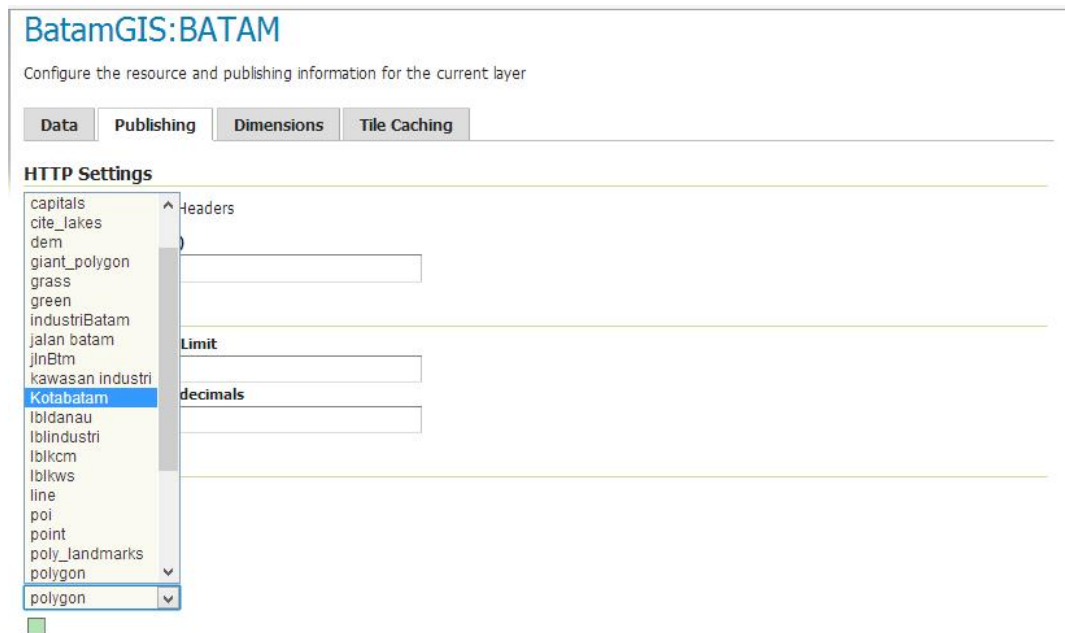 BatamGIS:BATAM
Configure the resource and publishing information for the current layer
Data Publishing Dimensions Tile Caching
HTTP Settings
capitals
Headers
cite_lakes
dem
)
giant_polygon
grass
green
industriBatam
jalan batam
Limit
jlnBtm
kawasan industri
Kotabatam
decimals
lbldanau
lblindustri
lblkcm
lblkws
line
poi
point
poly_landmarks
polygon
polygon